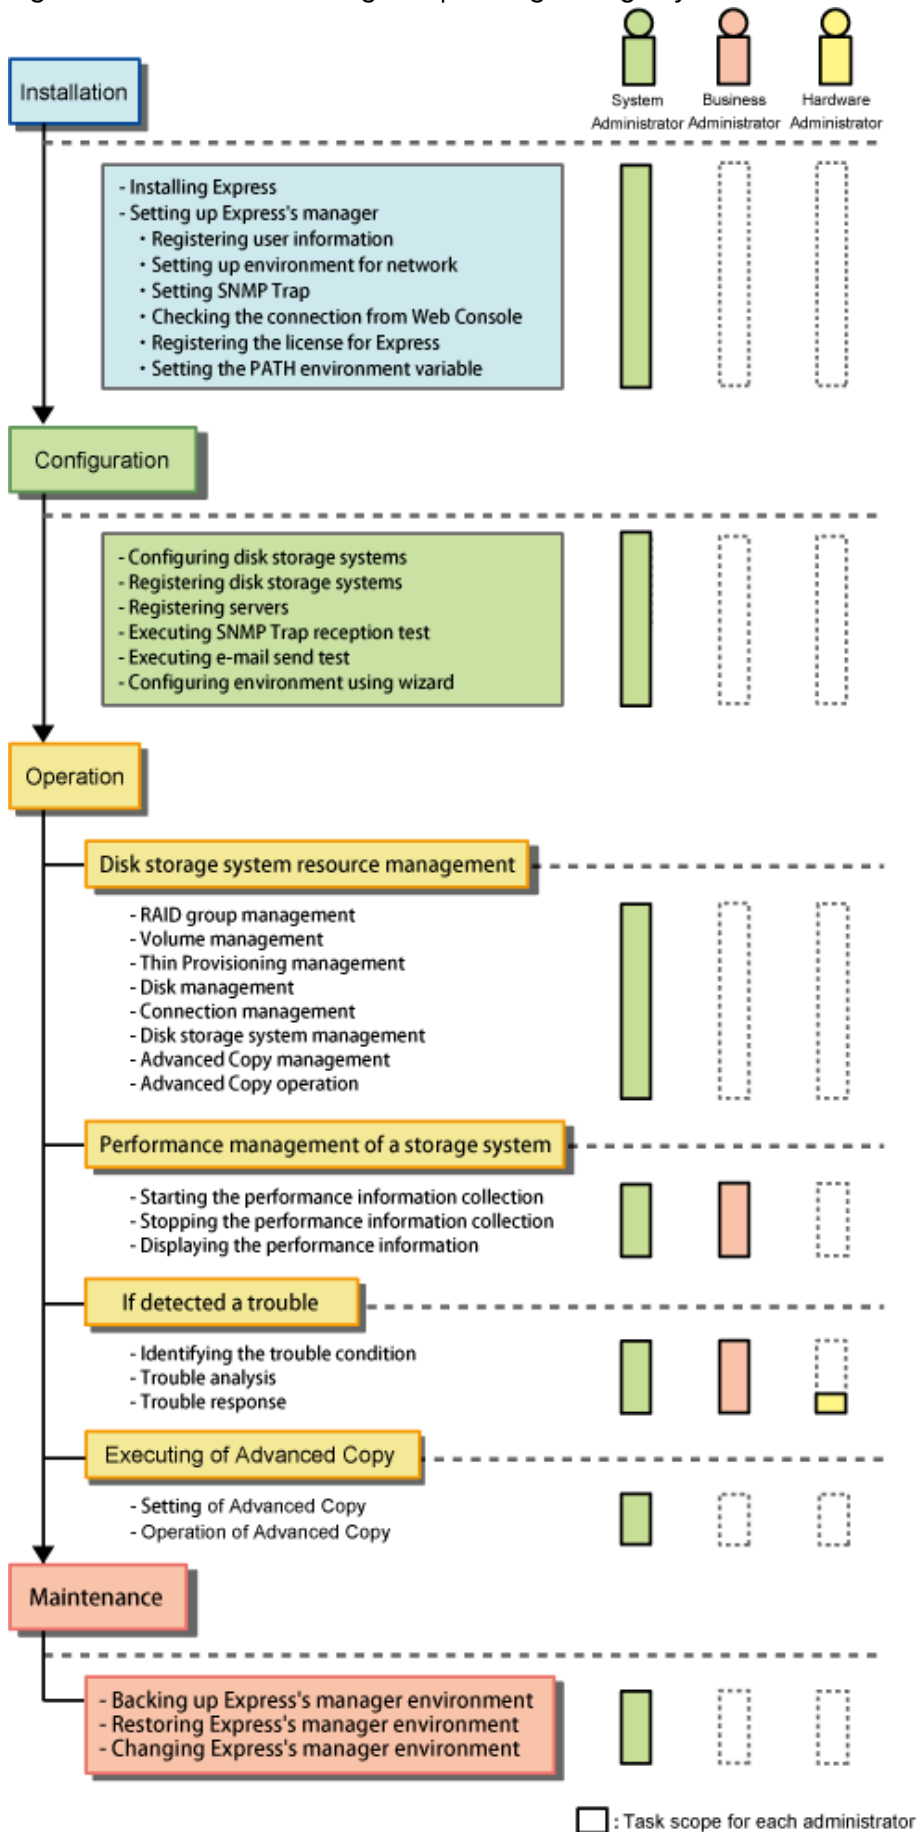 Installation
System Administrator
Business Administrator
Hardware Administrator
- Installing Express
- Setting up Express's manager
・Registering user information
・Setting up environment for network
・Setting SNMP Trap
・Checking the connection from Web Console
・Registering the license for Express
・Setting the PATH environment variable
Configuration
- Configuring disk storage systems
- Registering disk storage systems
- Registering servers
- Executing SNMP Trap reception test
- Executing e-mail send test
- Configuring environment using wizard
Operation
Disk storage system resource management
- RAID group management
- Volume management
- Thin Provisioning management
- Disk management
- Connection management
- Disk storage system management
- Advanced Copy management
- Advanced Copy operation
Performance management of a storage system
- Starting the performance information collection
- Stopping the performance information collection
- Displaying the performance information
If detected a trouble
- Identifying the trouble condition
- Trouble analysis
- Trouble response
Executing of Advanced Copy
- Setting of Advanced Copy
- Operation of Advanced Copy
Maintenance
- Backing up Express's manager environment
- Restoring Express's manager environment
- Changing Express's manager environment
: Task scope for each administrator